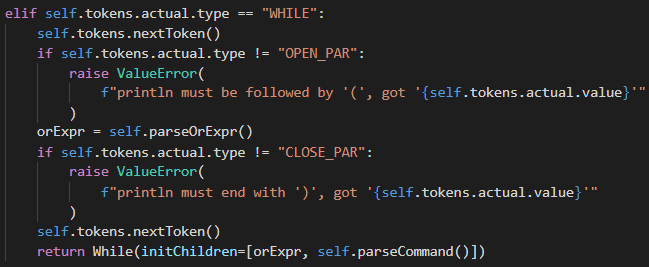 elif self.tokens.actual.type == "WHILE":
    self.tokens.nextToken()
    if self.tokens.actual.type != "OPEN_PAR":
        raise ValueError(
            f"println must be followed by '(', got '{self.tokens.actual.value}'"
        )
    orExpr = self.parseOrExpr()
    if self.tokens.actual.type != "CLOSE_PAR":
        raise ValueError(
            f"println must end with ')', got '{self.tokens.actual.value}'"
        )
    self.tokens.nextToken()
    return While(initChildren=[orExpr, self.parseCommand()])